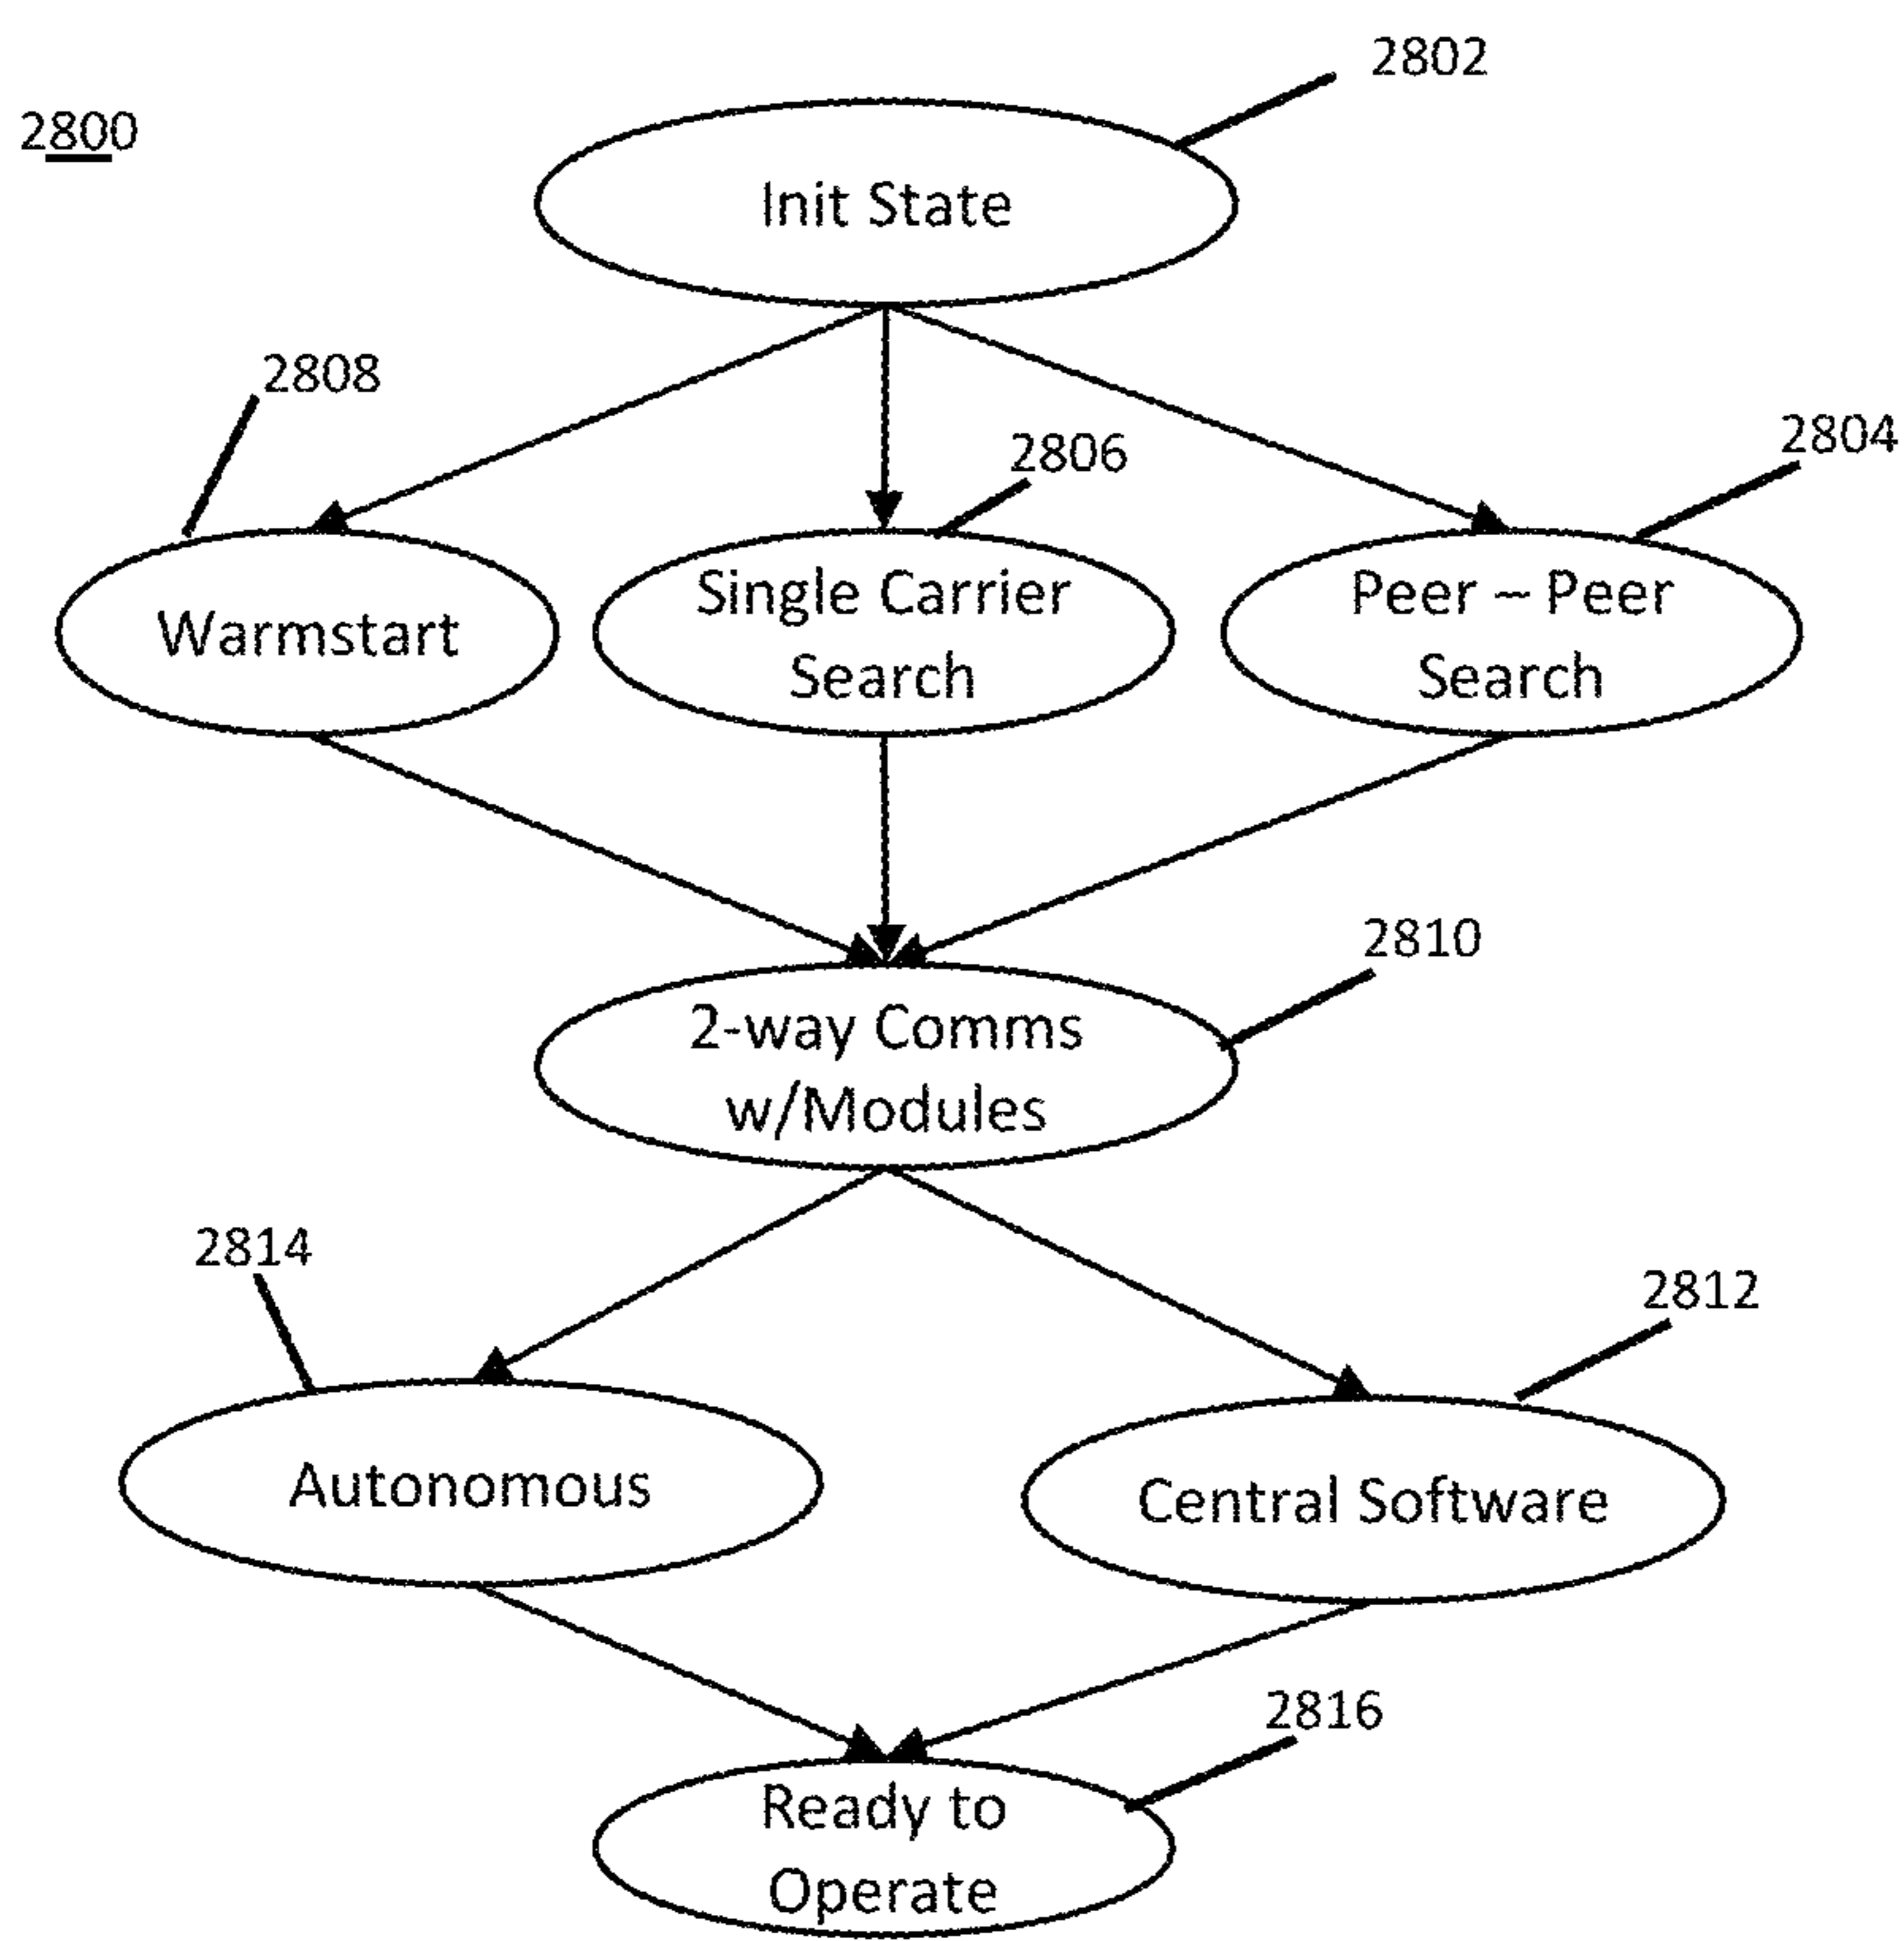 2802
2800
Init State
2808
2806
2804
Warmstart
Single Carrier
Search
Peer – Peer
Search
2810
2-way Comms
w/Modules
2814
2812
Autonomous
Central Software
2816
Ready to
Operate